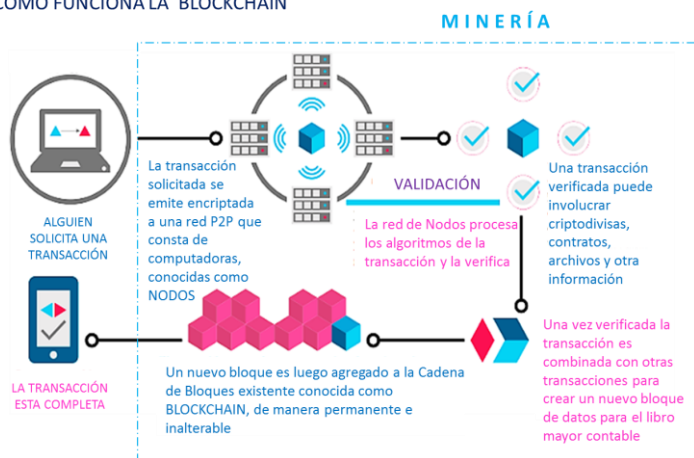 COMO FUNCIONA LA BLOCKCHAIN
MINERÍA
ALGUIEN
SOLICITA UNA
TRANSACCIÓN
La transacción
solicitada se
emite encriptada
a una red P2P que
consta de
computadoras,
conocidas como
NODOS
VALIDACIÓN
La red de Nodos procesa
los algoritmos de la
transacción y la verifica
Una transacción
verificada puede
involucrar
criptodivisas,
contratos,
archivos y otra
información
Una vez verificada la
transacción es
combinada con otras
transacciones para
crear un nuevo bloque
de datos para el libro
mayor contable
Un nuevo bloque es luego agregado a la Cadena
de Bloques existente conocida como
BLOCKCHAIN, de manera permanente e
inalterable
LA TRANSACCIÓN
ESTA COMPLETA